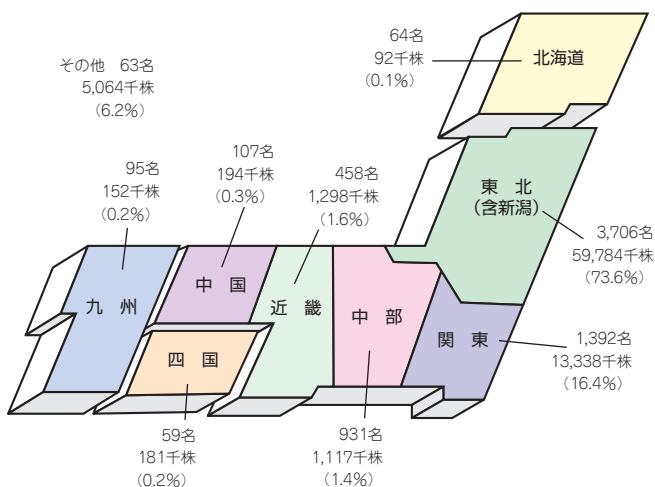 64名
92千株
(0.1%)
北海道
その他 63名
5,064千株
(6.2%)
107名
194千株
(0.3%)
458名
1,298千株
(1.6%)
95名
152千株
(0.2%)
東 北
(含新潟)
3,706名
59,784千株
(73.6%)
九 州
中 国
近 畿
中 部
関 東
四 国
1,392名
13,338千株
(16.4%)
59名
181千株
(0.2%)
931名
1,117千株
(1.4%)